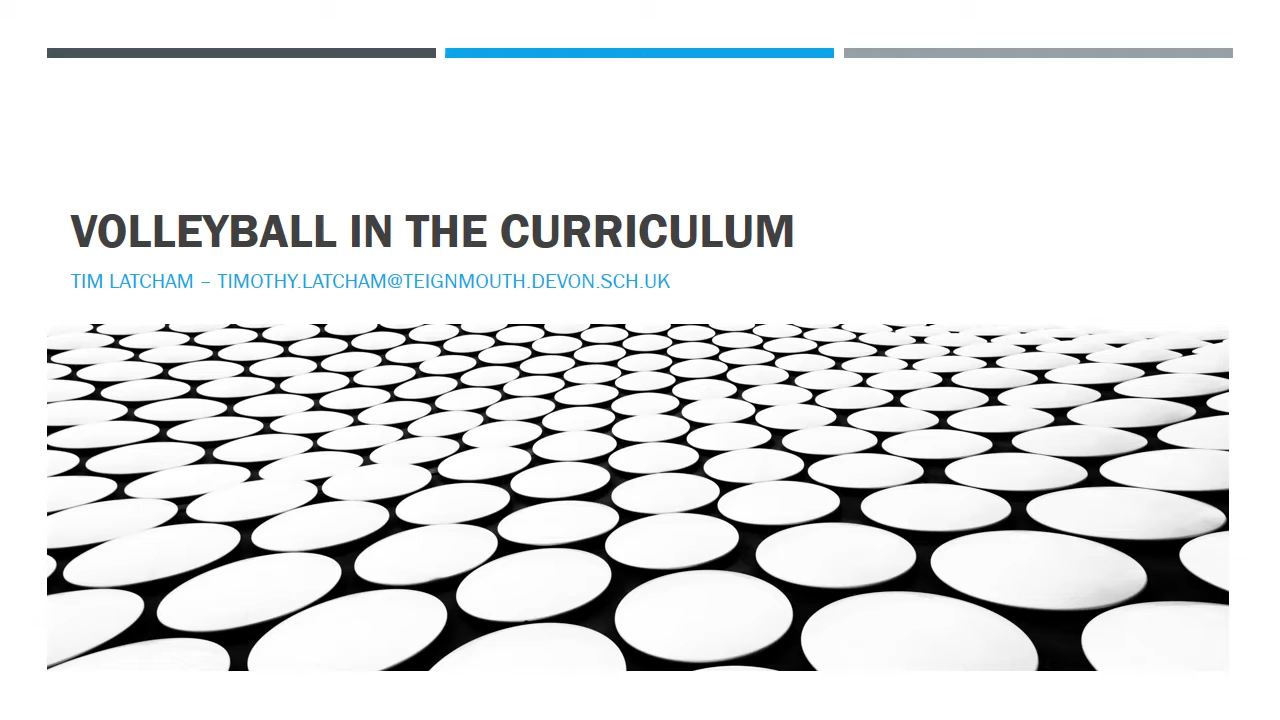 VOLLEYBALL IN THE CURRICULUM
TIM LATCHAM – TIMOTHY.LATCHAM@TEIGNMOUTH.DEVON.SCH.UK